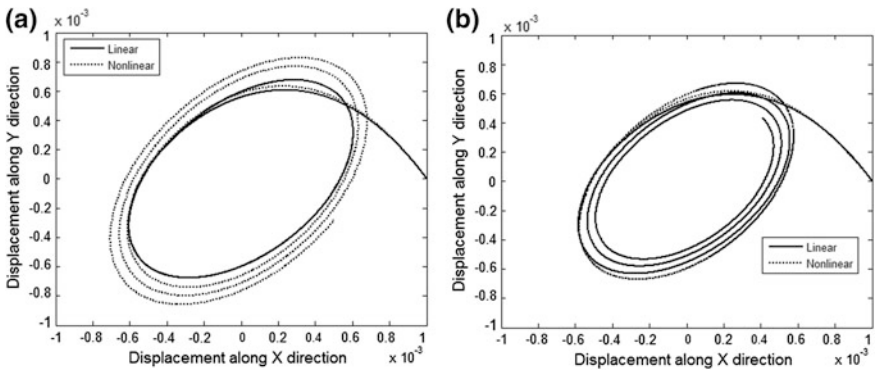 (a)
x 10⁻³
Linear
Nonlinear
Displacement along Y direction
1
0.8
0.6
0.4
0.2
0
-0.2
-0.4
-0.6
-0.8
-1
-1 -0.8 -0.6 -0.4 -0.2 0 0.2 0.4 0.6 0.8 1
Displacement along X direction
x 10⁻³
(b)
x 10⁻³
Displacement along Y direction
1
0.8
0.6
0.4
0.2
0
-0.2
-0.4
-0.6
-0.8
-1
Linear
Nonlinear
-1 -0.8 -0.6 -0.4 -0.2 0 0.2 0.4 0.6 0.8 1
Displacement along X direction
x 10⁻³